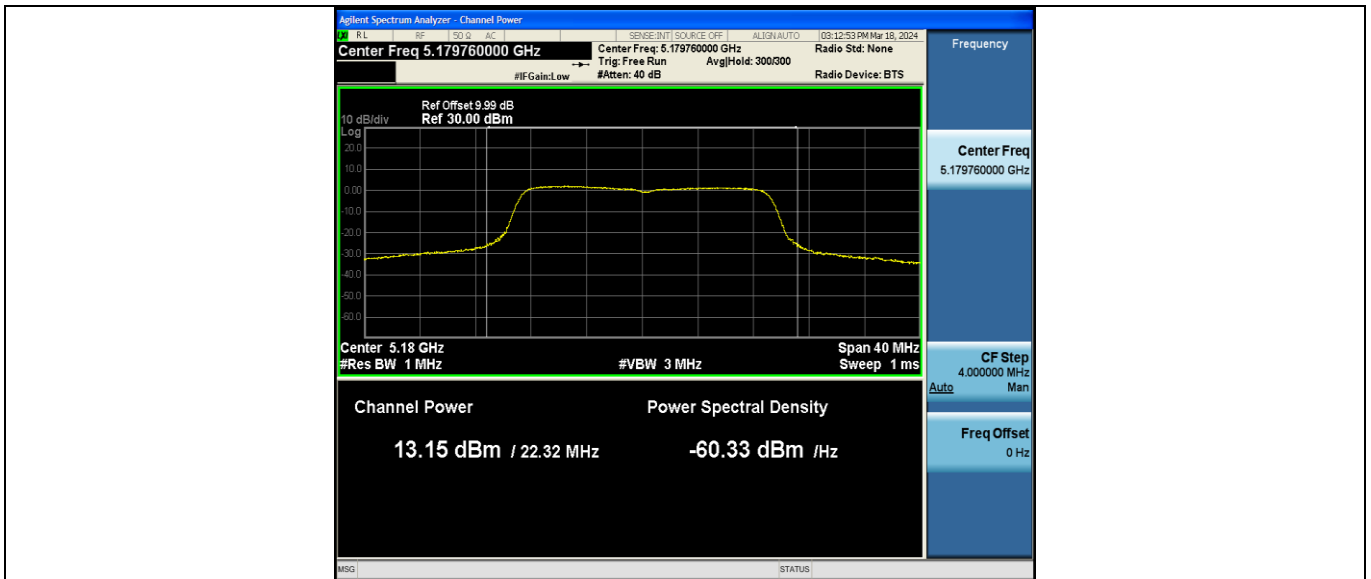 Agilent Spectrum Analyzer - Channel Power
RL RF 50 Ω AC SENSE:INT SOURCE OFF ALIGN AUTO 03:12:53 PM Mar 18, 2024
Center Freq 5.179760000 GHz
Center Freq: 5.179760000 GHz
Radio Std: None
Trig: Free Run Avg|Hold: 300/300
#IFGain:Low
#Atten: 40 dB
Radio Device: BTS
Ref Offset 9.99 dB
10 dB/div Ref 30.00 dBm
Log
20.0
10.0
0.00
-10.0
-20.0
-30.0
-40.0
-50.0
-60.0
Center 5.18 GHz
Span 40 MHz
#Res BW 1 MHz
#VBW 3 MHz
Sweep 1 ms
Channel Power
Power Spectral Density
13.15 dBm / 22.32 MHz
-60.33 dBm /Hz
Frequency
Center Freq
5.179760000 GHz
CF Step
4.000000 MHz
Auto Man
Freq Offset
0 Hz
MSG
STATUS